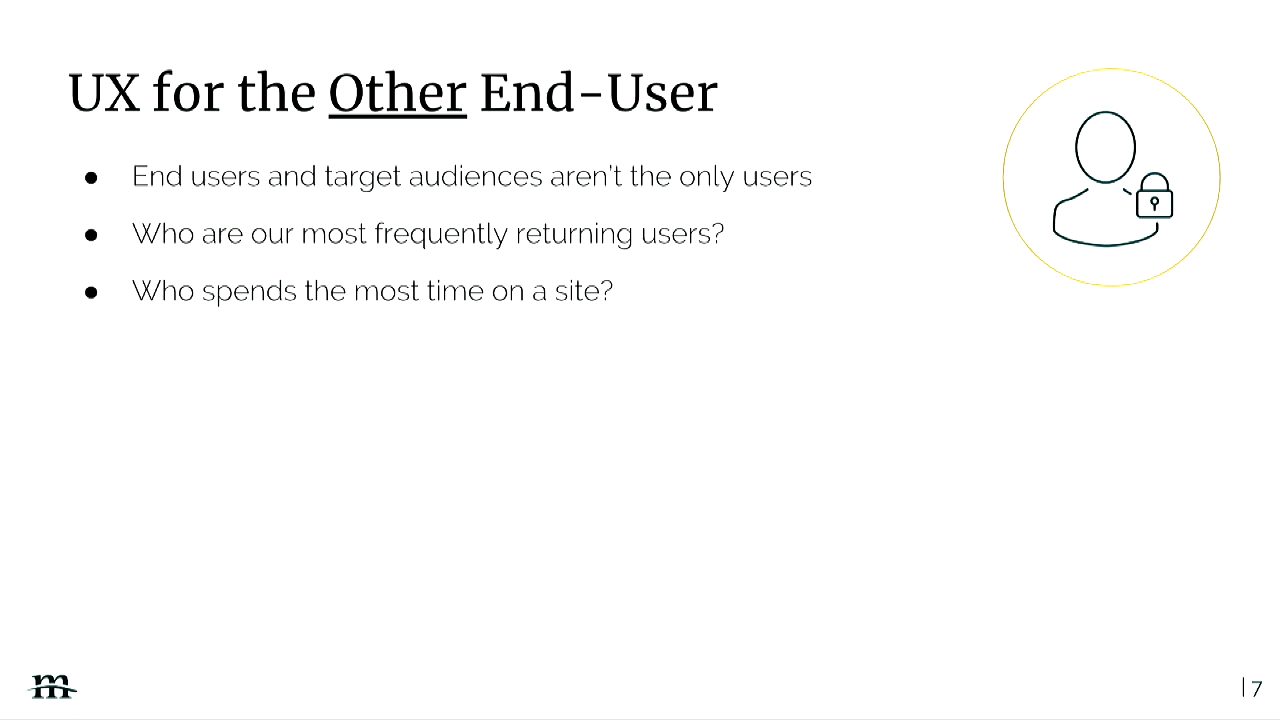 UX for the Other End-User
● End users and target audiences aren't the only users
● Who are our most frequently returning users?
● Who spends the most time on a site?
m
| 7